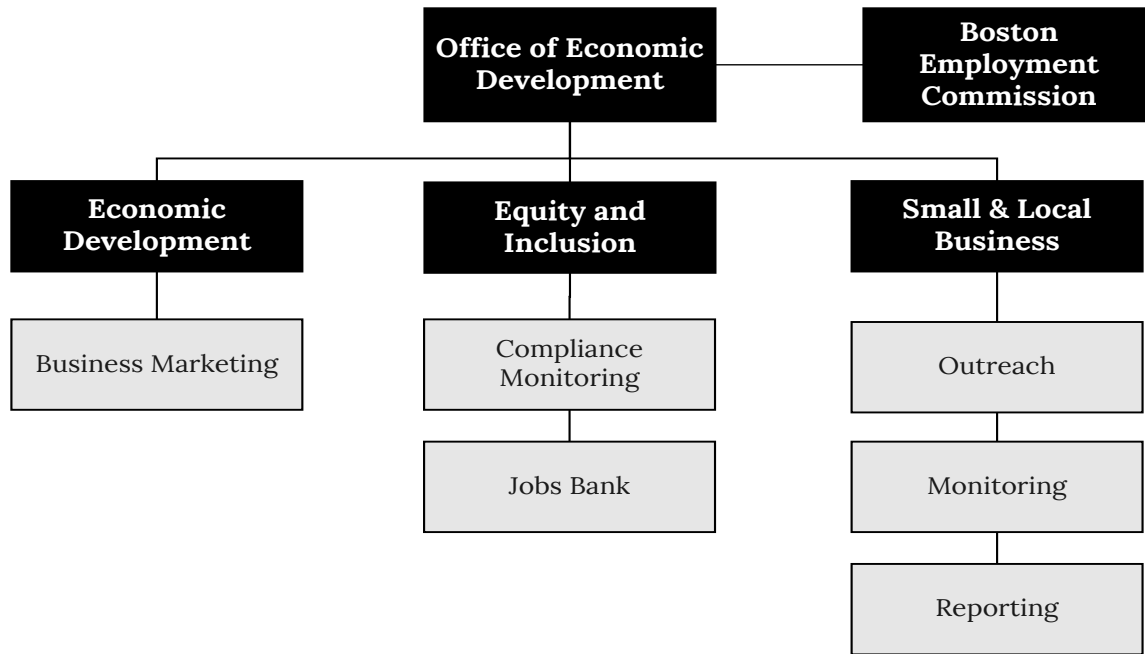 Office of Economic
Development
Boston
Employment
Commission
Economic
Development
Equity and
Inclusion
Small & Local
Business
Business Marketing
Compliance
Monitoring
Outreach
Jobs Bank
Monitoring
Reporting